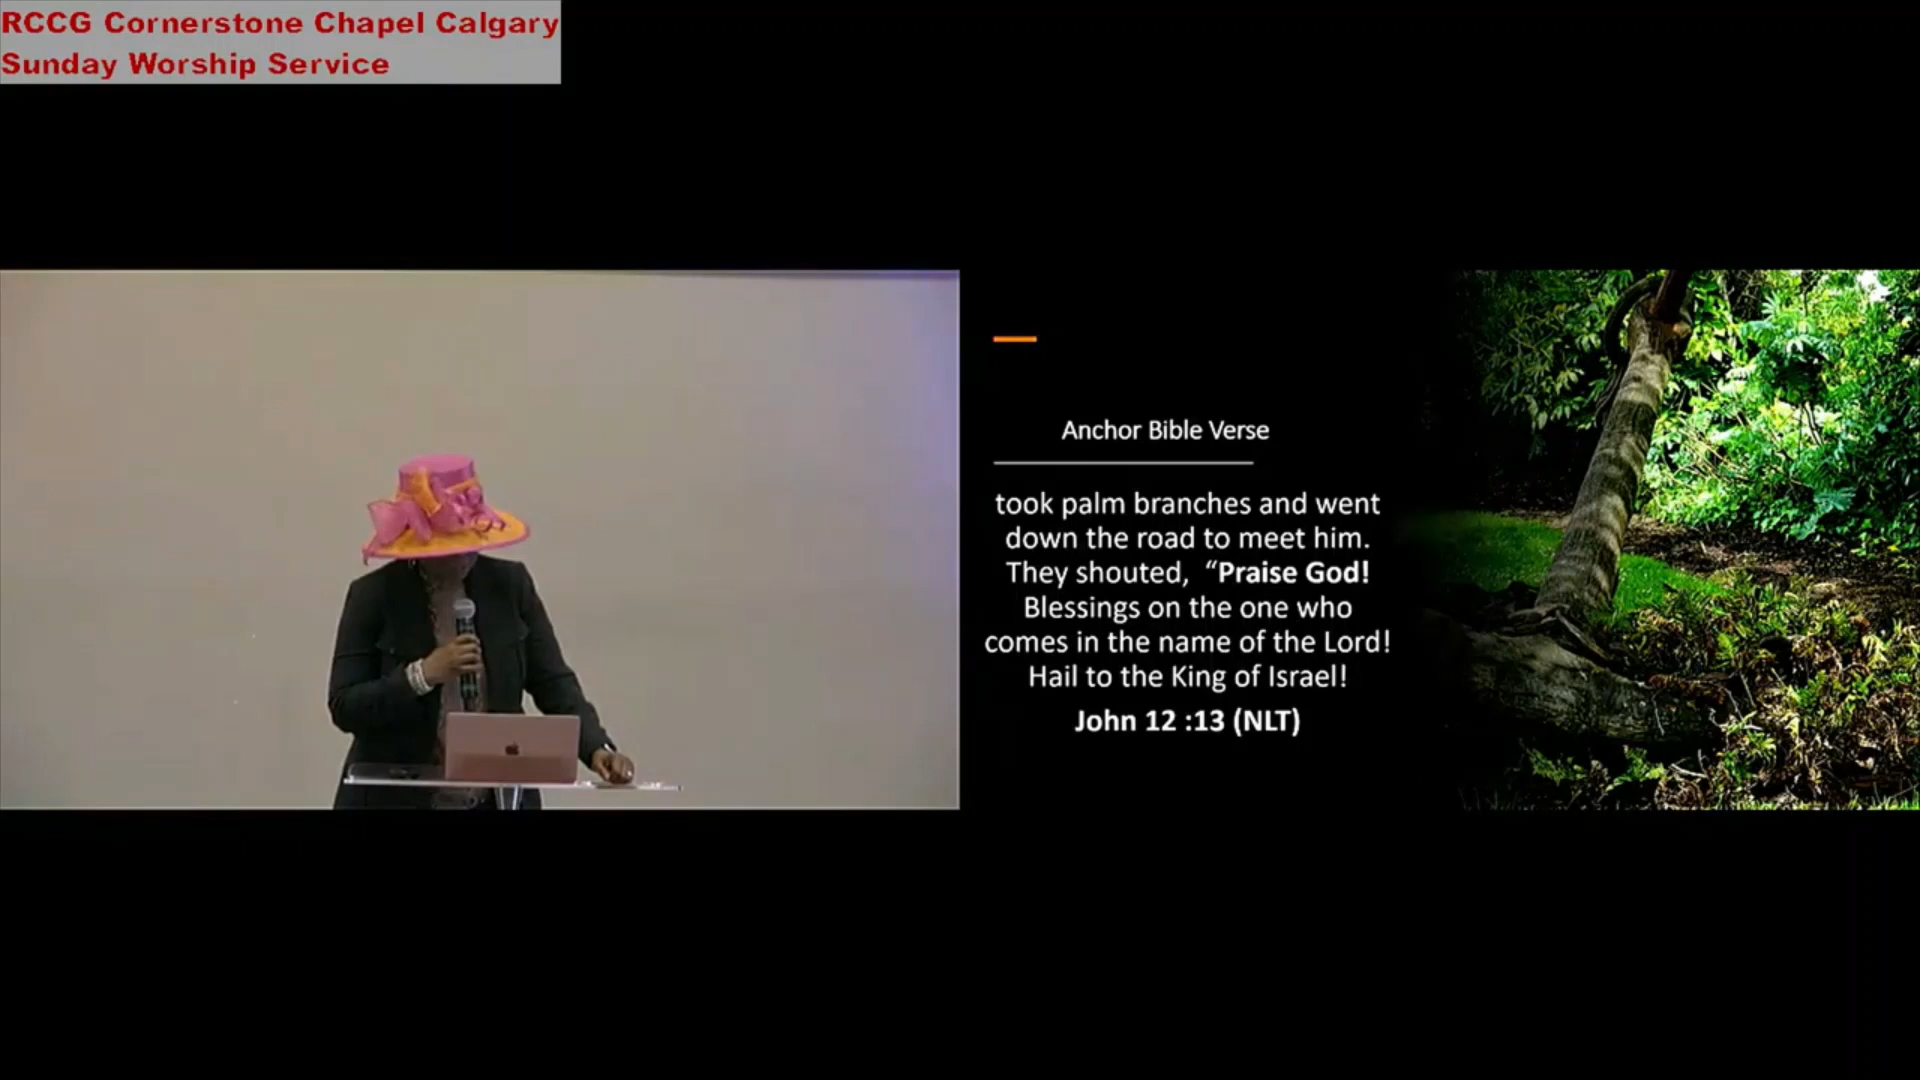 RCCG Cornerstone Chapel Calgary
Sunday Worship Service
Anchor Bible Verse
took palm branches and went
down the road to meet him.
They shouted, “Praise God!
Blessings on the one who
comes in the name of the Lord!
Hail to the King of Israel!
John 12 :13 (NLT)